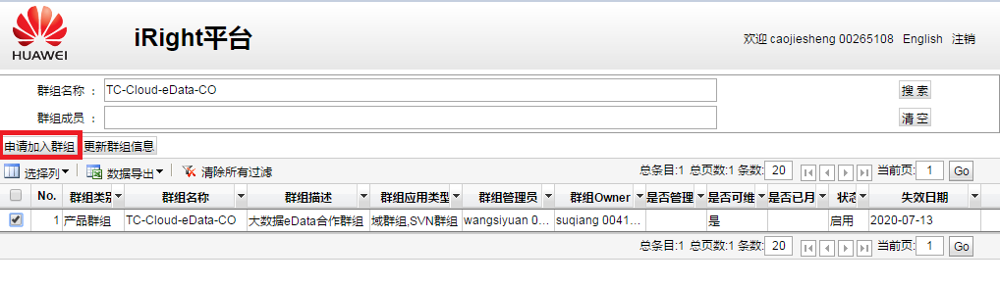 HUAWEI
iRight平台
欢迎 caojiesheng 00265108 English 注销
群组名称 : TC-Cloud-eData-CO 搜 索
群组成员 : 清 空
申请加入群组 更新群组信息
选择列 数据导出 清除所有过滤 总条目:1 总页数:1 条数: 20 当前页: 1 Go
No. 群组类别 群组名称 群组描述 群组应用类型 群组管理员 群组Owner 是否管理 是否可维 是否已月 状态 失效日期
1 产品群组 TC-Cloud-eData-CO 大数据eData合作群组 域群组,SVN群组 wangsiyuan 0... suqiang 0041... 是 启用 2020-07-13
总条目:1 总页数:1 条数: 20 当前页: 1 Go